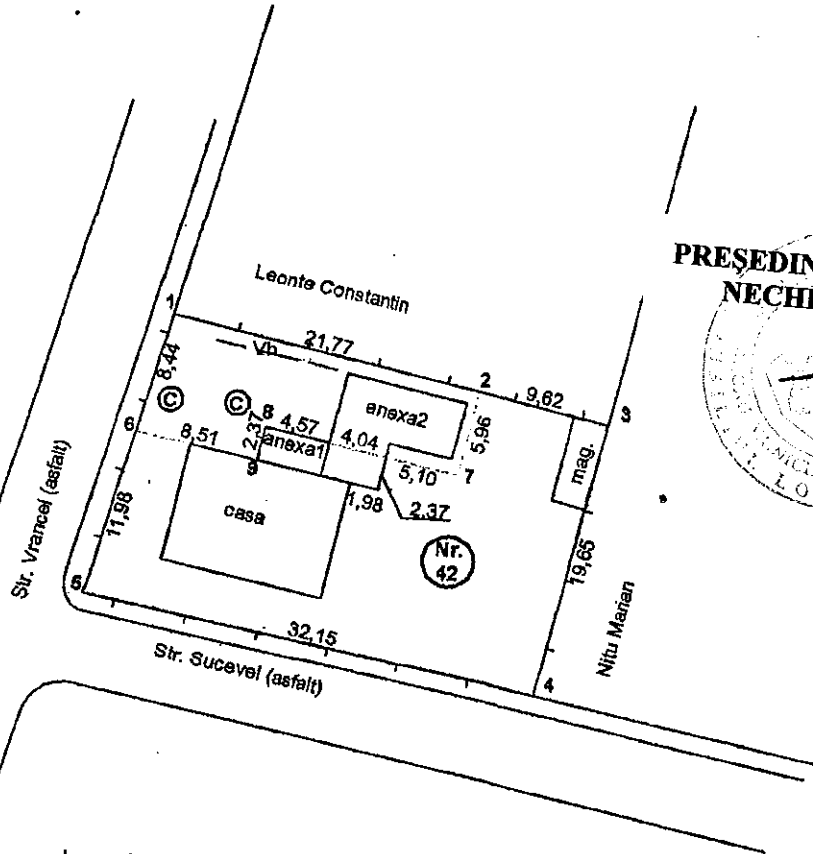 PREŞEDIN
NECHI
Leonte Constantin
1
21,77
Vh
2
9,62
3
8,44
C
C
8
6
8,51
2,37
4,57
anexa1
9
4,04
anexa2
5,96
7
5,10
1,98
2,37
mag.
casa
11,98
Nr.
42
19,65
Nitu Marian
Str. Vrancei (asfalt)
5
32,15
4
Str. Sucevei (asfalt)